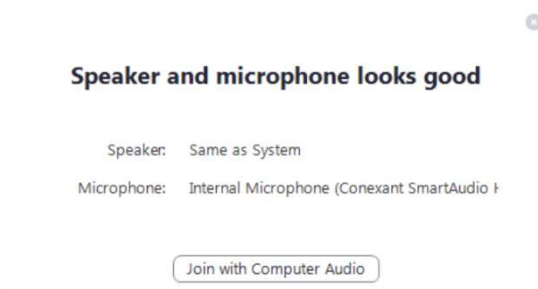 Speaker and microphone looks good
Speaker: Same as System
Microphone: Internal Microphone (Conexant SmartAudio H
Join with Computer Audio